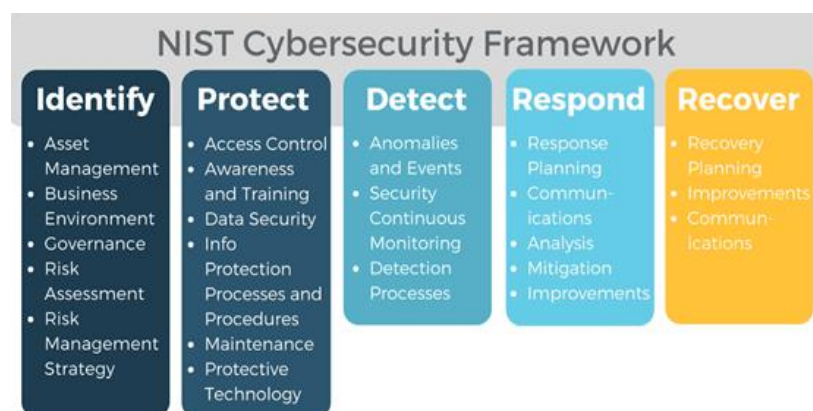 NIST Cybersecurity Framework
Identify
• Asset
Management
• Business
Environment
• Governance
• Risk
Assessment
• Risk
Management
Strategy
Protect
• Access Control
• Awareness
and Training
• Data Security
• Info
Protection
Processes and
Procedures
• Maintenance
• Protective
Technology
Detect
• Anomalies
and Events
• Security
Continuous
Monitoring
• Detection
Processes
Respond
• Response
Planning
• Commun-
ications
• Analysis
• Mitigation
• Improvements
Recover
• Recovery
Planning
• Improvements
• Commun-
ications